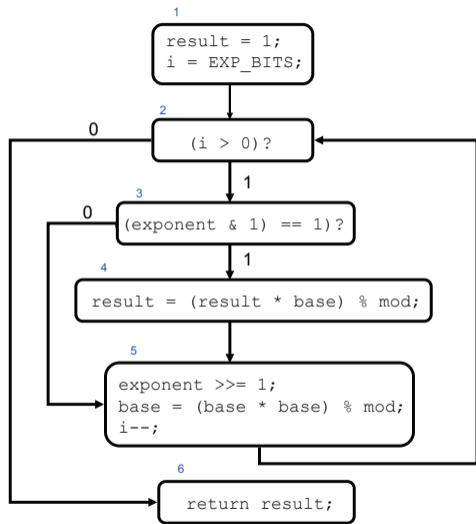 1
result = 1;
i = EXP_BITS;
2
0
(i > 0)?
1
3
0
(exponent & 1) == 1)?
1
4
result = (result * base) % mod;
5
exponent >>= 1;
base = (base * base) % mod;
i--;
6
return result;